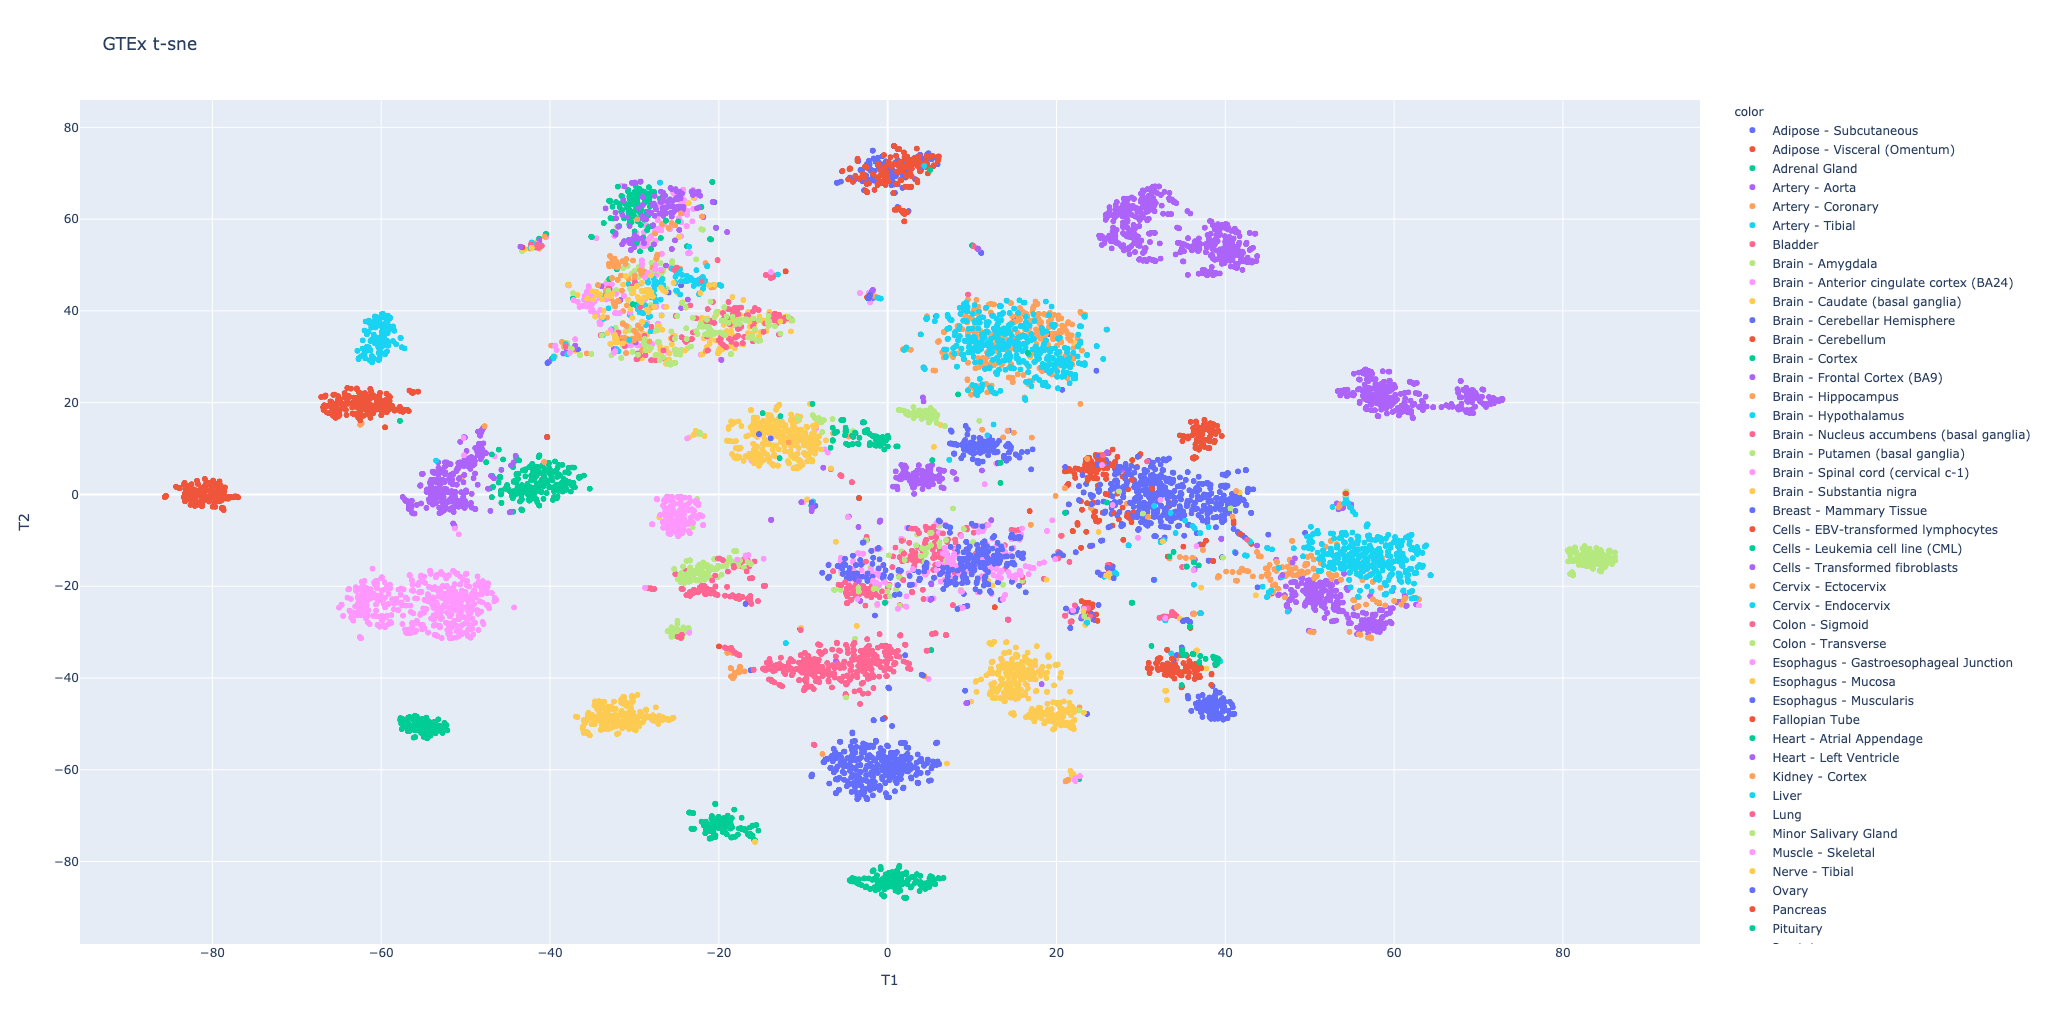 GTEx t-sne
color
Adipose - Subcutaneous
Adipose - Visceral (Omentum)
Adrenal Gland
Artery - Aorta
Artery - Coronary
Artery - Tibial
Bladder
Brain - Amygdala
Brain - Anterior cingulate cortex (BA24)
Brain - Caudate (basal ganglia)
Brain - Cerebellar Hemisphere
Brain - Cerebellum
Brain - Cortex
Brain - Frontal Cortex (BA9)
Brain - Hippocampus
Brain - Hypothalamus
Brain - Nucleus accumbens (basal ganglia)
Brain - Putamen (basal ganglia)
Brain - Spinal cord (cervical c-1)
Brain - Substantia nigra
Breast - Mammary Tissue
Cells - EBV-transformed lymphocytes
Cells - Leukemia cell line (CML)
Cells - Transformed fibroblasts
Cervix - Ectocervix
Cervix - Endocervix
Colon - Sigmoid
Colon - Transverse
Esophagus - Gastroesophageal Junction
Esophagus - Mucosa
Esophagus - Muscularis
Fallopian Tube
Heart - Atrial Appendage
Heart - Left Ventricle
Kidney - Cortex
Liver
Lung
Minor Salivary Gland
Muscle - Skeletal
Nerve - Tibial
Ovary
Pancreas
Pituitary
80
60
40
20
0
−20
−40
−60
−80
T2
−80 −60 −40 −20 0 20 40 60 80
T1